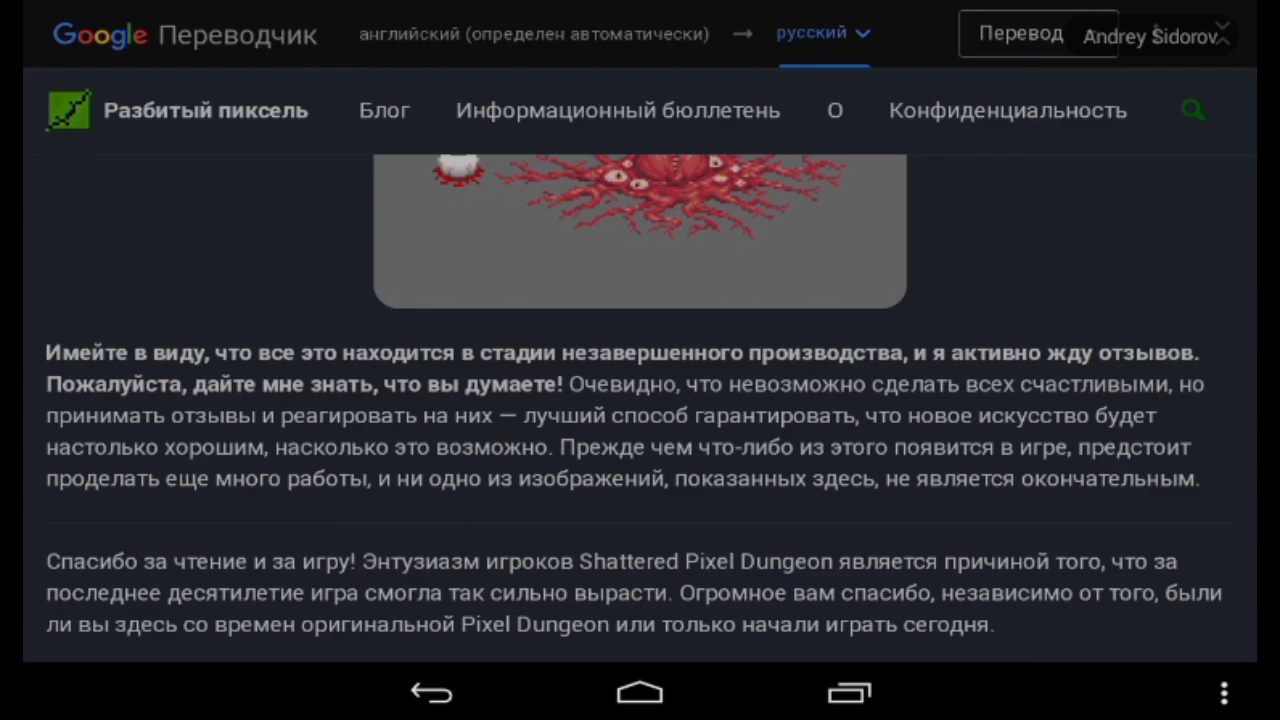 Google Переводчик английский (определен автоматически) → русский Перевод Andrey Sidorov
Разбитый пиксель Блог Информационный бюллетень О Конфиденциальность
Имейте в виду, что все это находится в стадии незавершенного производства, и я активно жду отзывов.
Пожалуйста, дайте мне знать, что вы думаете! Очевидно, что невозможно сделать всех счастливыми, но
принимать отзывы и реагировать на них — лучший способ гарантировать, что новое искусство будет
настолько хорошим, насколько это возможно. Прежде чем что-либо из этого появится в игре, предстоит
проделать еще много работы, и ни одно из изображений, показанных здесь, не является окончательным.
Спасибо за чтение и за игру! Энтузиазм игроков Shattered Pixel Dungeon является причиной того, что за
последнее десятилетие игра смогла так сильно вырасти. Огромное вам спасибо, независимо от того, были
ли вы здесь со времен оригинальной Pixel Dungeon или только начали играть сегодня.